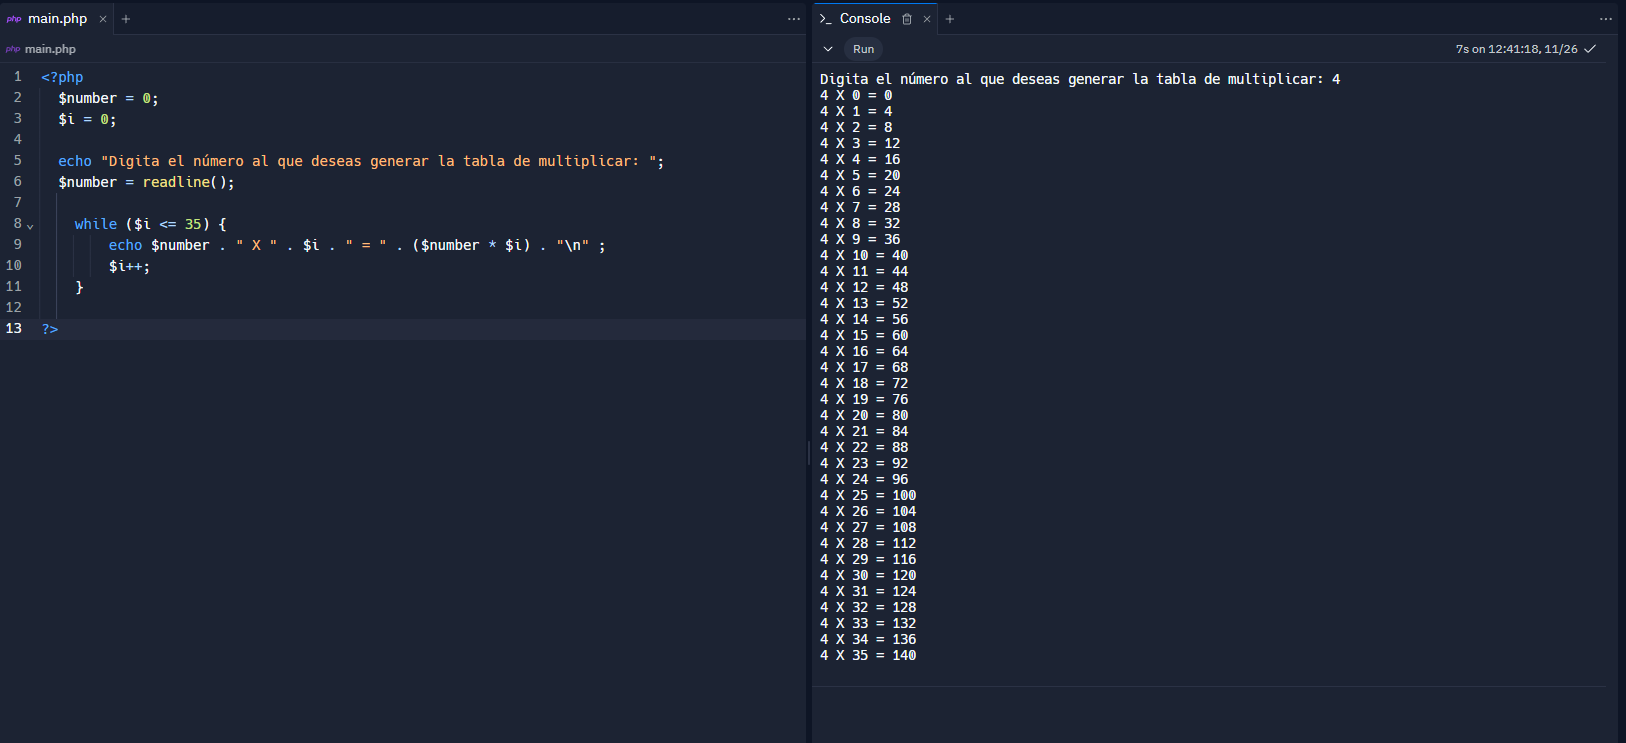 php main.php × +
php main.php
1 <?php
2 $number = 0;
3 $i = 0;
4
5 echo "Digita el número al que deseas generar la tabla de multiplicar: ";
6 $number = readline();
7
8 while ($i <= 35) {
9 echo $number . " X " . $i . " = " . ($number * $i) . "\n" ;
10 $i++;
11 }
12
13 ?>
>_ Console × +
Run
7s on 12:41:18, 11/26
Digita el número al que deseas generar la tabla de multiplicar: 4
4 X 0 = 0
4 X 1 = 4
4 X 2 = 8
4 X 3 = 12
4 X 4 = 16
4 X 5 = 20
4 X 6 = 24
4 X 7 = 28
4 X 8 = 32
4 X 9 = 36
4 X 10 = 40
4 X 11 = 44
4 X 12 = 48
4 X 13 = 52
4 X 14 = 56
4 X 15 = 60
4 X 16 = 64
4 X 17 = 68
4 X 18 = 72
4 X 19 = 76
4 X 20 = 80
4 X 21 = 84
4 X 22 = 88
4 X 23 = 92
4 X 24 = 96
4 X 25 = 100
4 X 26 = 104
4 X 27 = 108
4 X 28 = 112
4 X 29 = 116
4 X 30 = 120
4 X 31 = 124
4 X 32 = 128
4 X 33 = 132
4 X 34 = 136
4 X 35 = 140